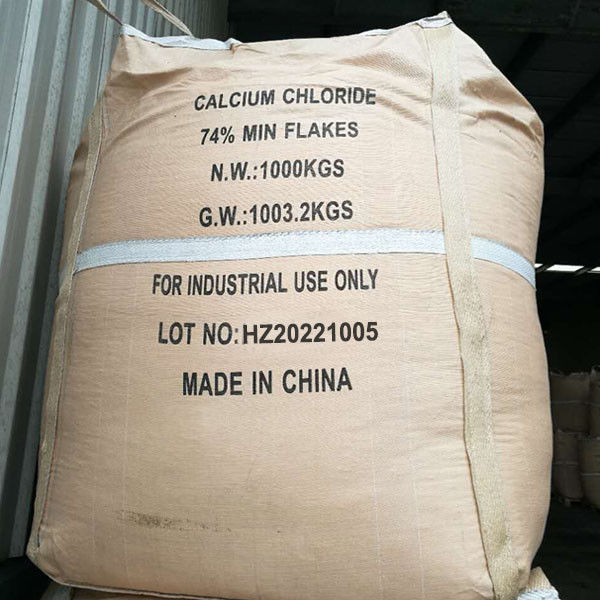 CALCIUM CHLORIDE
74% MIN FLAKES
N.W.:1000KGS
G.W.:1003.2KGS
FOR INDUSTRIAL USE ONLY
LOT NO:HZ20221005
MADE IN CHINA